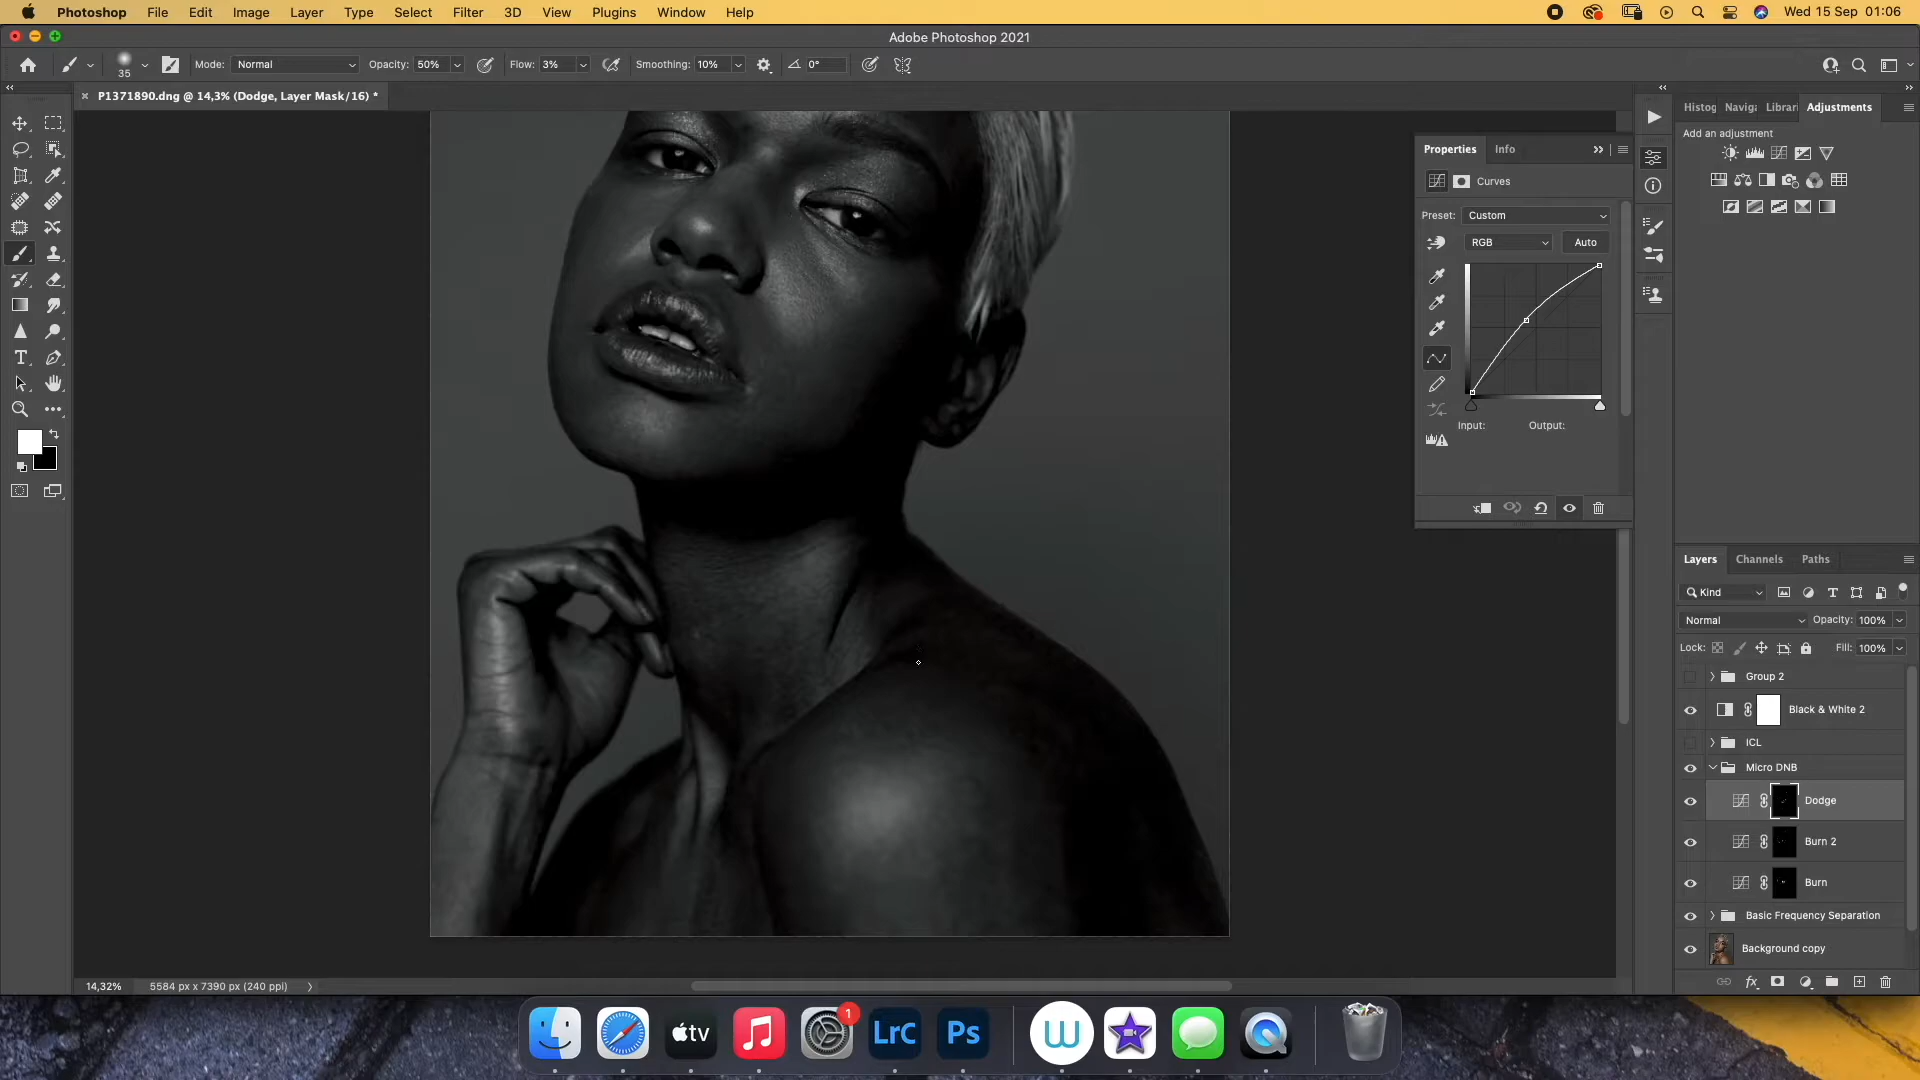 Photoshop File Edit Image Layer Type Select Filter 3D View Plugins Window Help Wed 15 Sep 01:06
Adobe Photoshop 2021
35 Mode: Normal Opacity: 50% Flow: 3% Smoothing: 10% 0°
P1371890.dng @ 14,3% (Dodge, Layer Mask/16) *
Histog Naviga Librari Adjustments
Add an adjustment
Properties Info
Curves
Preset: Custom
RGB Auto
Input: Output:
Layers Channels Paths
Kind
Normal Opacity: 100%
Lock: Fill: 100%
Group 2
Black & White 2
ICL
Micro DNB
Dodge
Burn 2
Burn
Basic Frequency Separation
Background copy
14,32% 5584 px x 7390 px (240 ppi)
tv 1 LrC Ps W